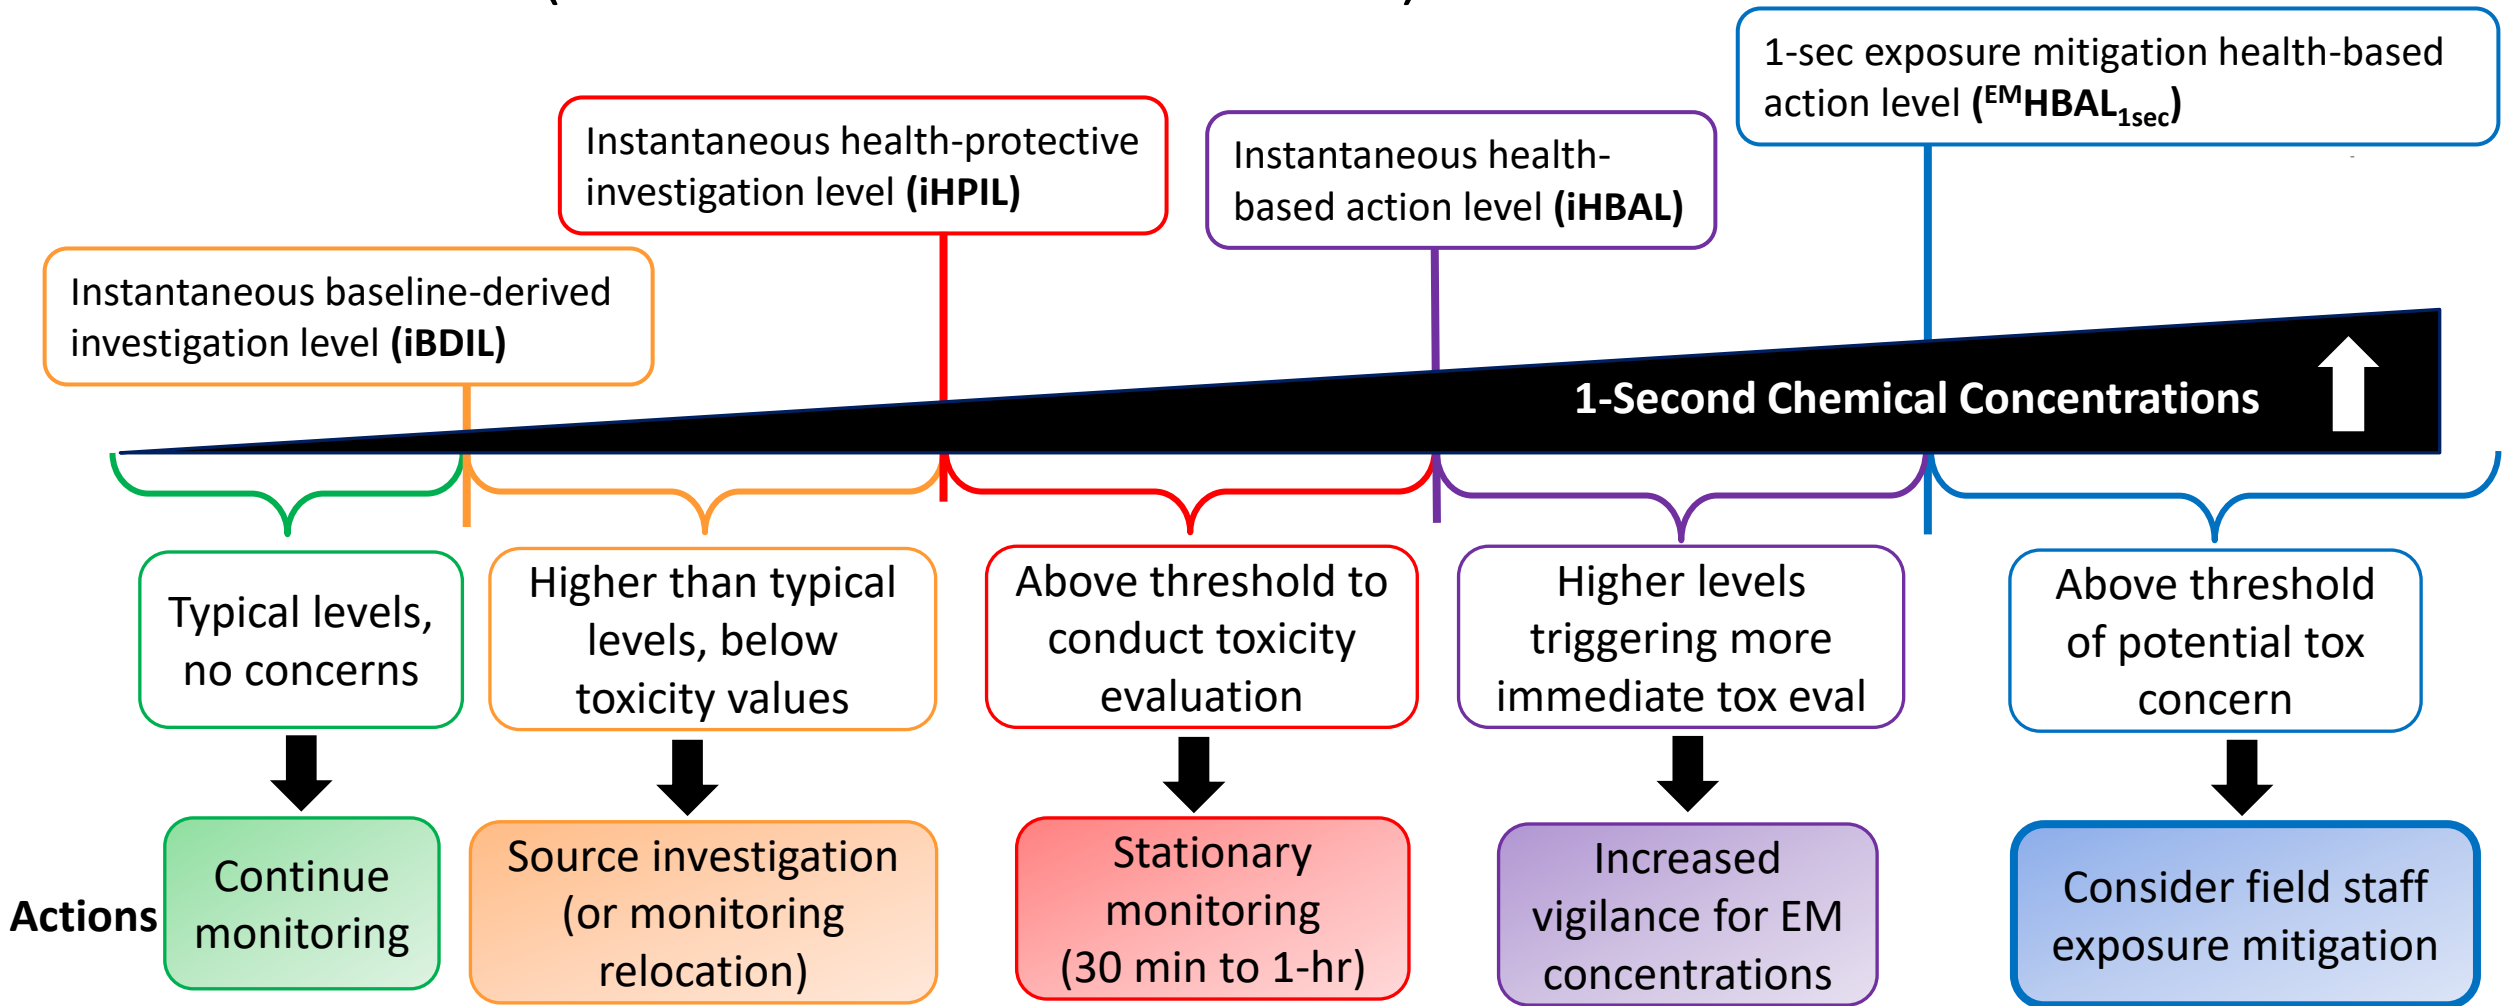 1-sec exposure mitigation health-based
action level (EMHBAL1sec)
Instantaneous health-protective
investigation level (iHPIL)
Instantaneous health-
based action level (iHBAL)
Instantaneous baseline-derived
investigation level (iBDIL)
1-Second Chemical Concentrations
Typical levels,
no concerns
Higher than typical
levels, below
toxicity values
Above threshold to
conduct toxicity
evaluation
Higher levels
triggering more
immediate tox eval
Above threshold
of potential tox
concern
Actions
Continue
monitoring
Source investigation
(or monitoring
relocation)
Stationary
monitoring
(30 min to 1-hr)
Increased
vigilance for EM
concentrations
Consider field staff
exposure mitigation